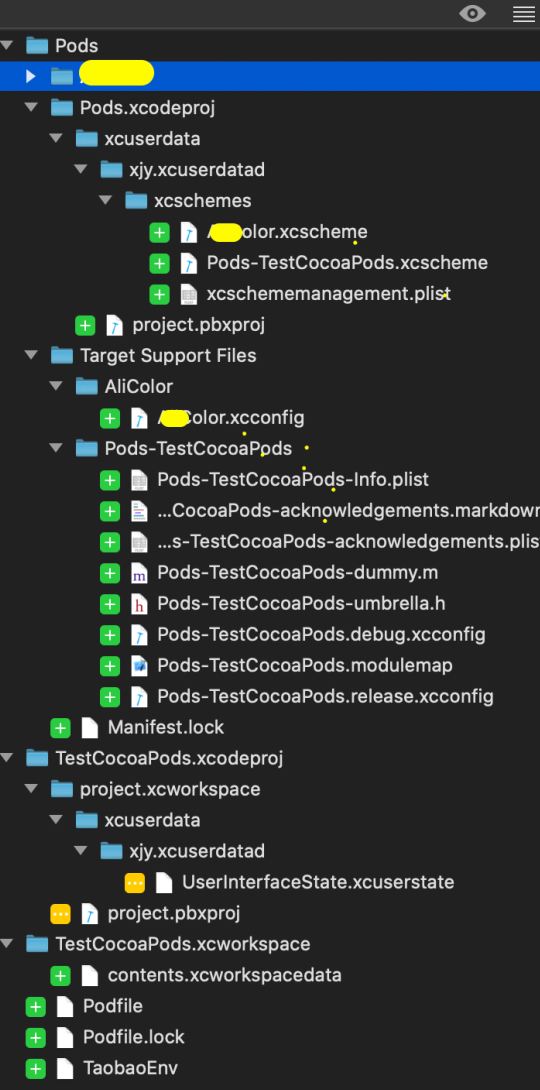 Pods
Pods.xcodeproj
xcuserdata
xjy.xcuserdatad
xcschemes
olor.xcscheme
Pods-TestCocoaPods.xcscheme
xcschememanagement.plist
project.pbxproj
Target Support Files
AliColor
Color.xcconfig
Pods-TestCocoaPods
Pods-TestCocoaPods-Info.plist
...CocoaPods-acknowledgements.markdown
...s-TestCocoaPods-acknowledgements.plis
m Pods-TestCocoaPods-dummy.m
h Pods-TestCocoaPods-umbrella.h
Pods-TestCocoaPods.debug.xcconfig
Pods-TestCocoaPods.modulemap
Pods-TestCocoaPods.release.xcconfig
Manifest.lock
TestCocoaPods.xcodeproj
project.xcworkspace
xcuserdata
xjy.xcuserdatad
UserInterfaceState.xcuserstate
project.pbxproj
TestCocoaPods.xcworkspace
contents.xcworkspacedata
Podfile
Podfile.lock
TaobaoEnv